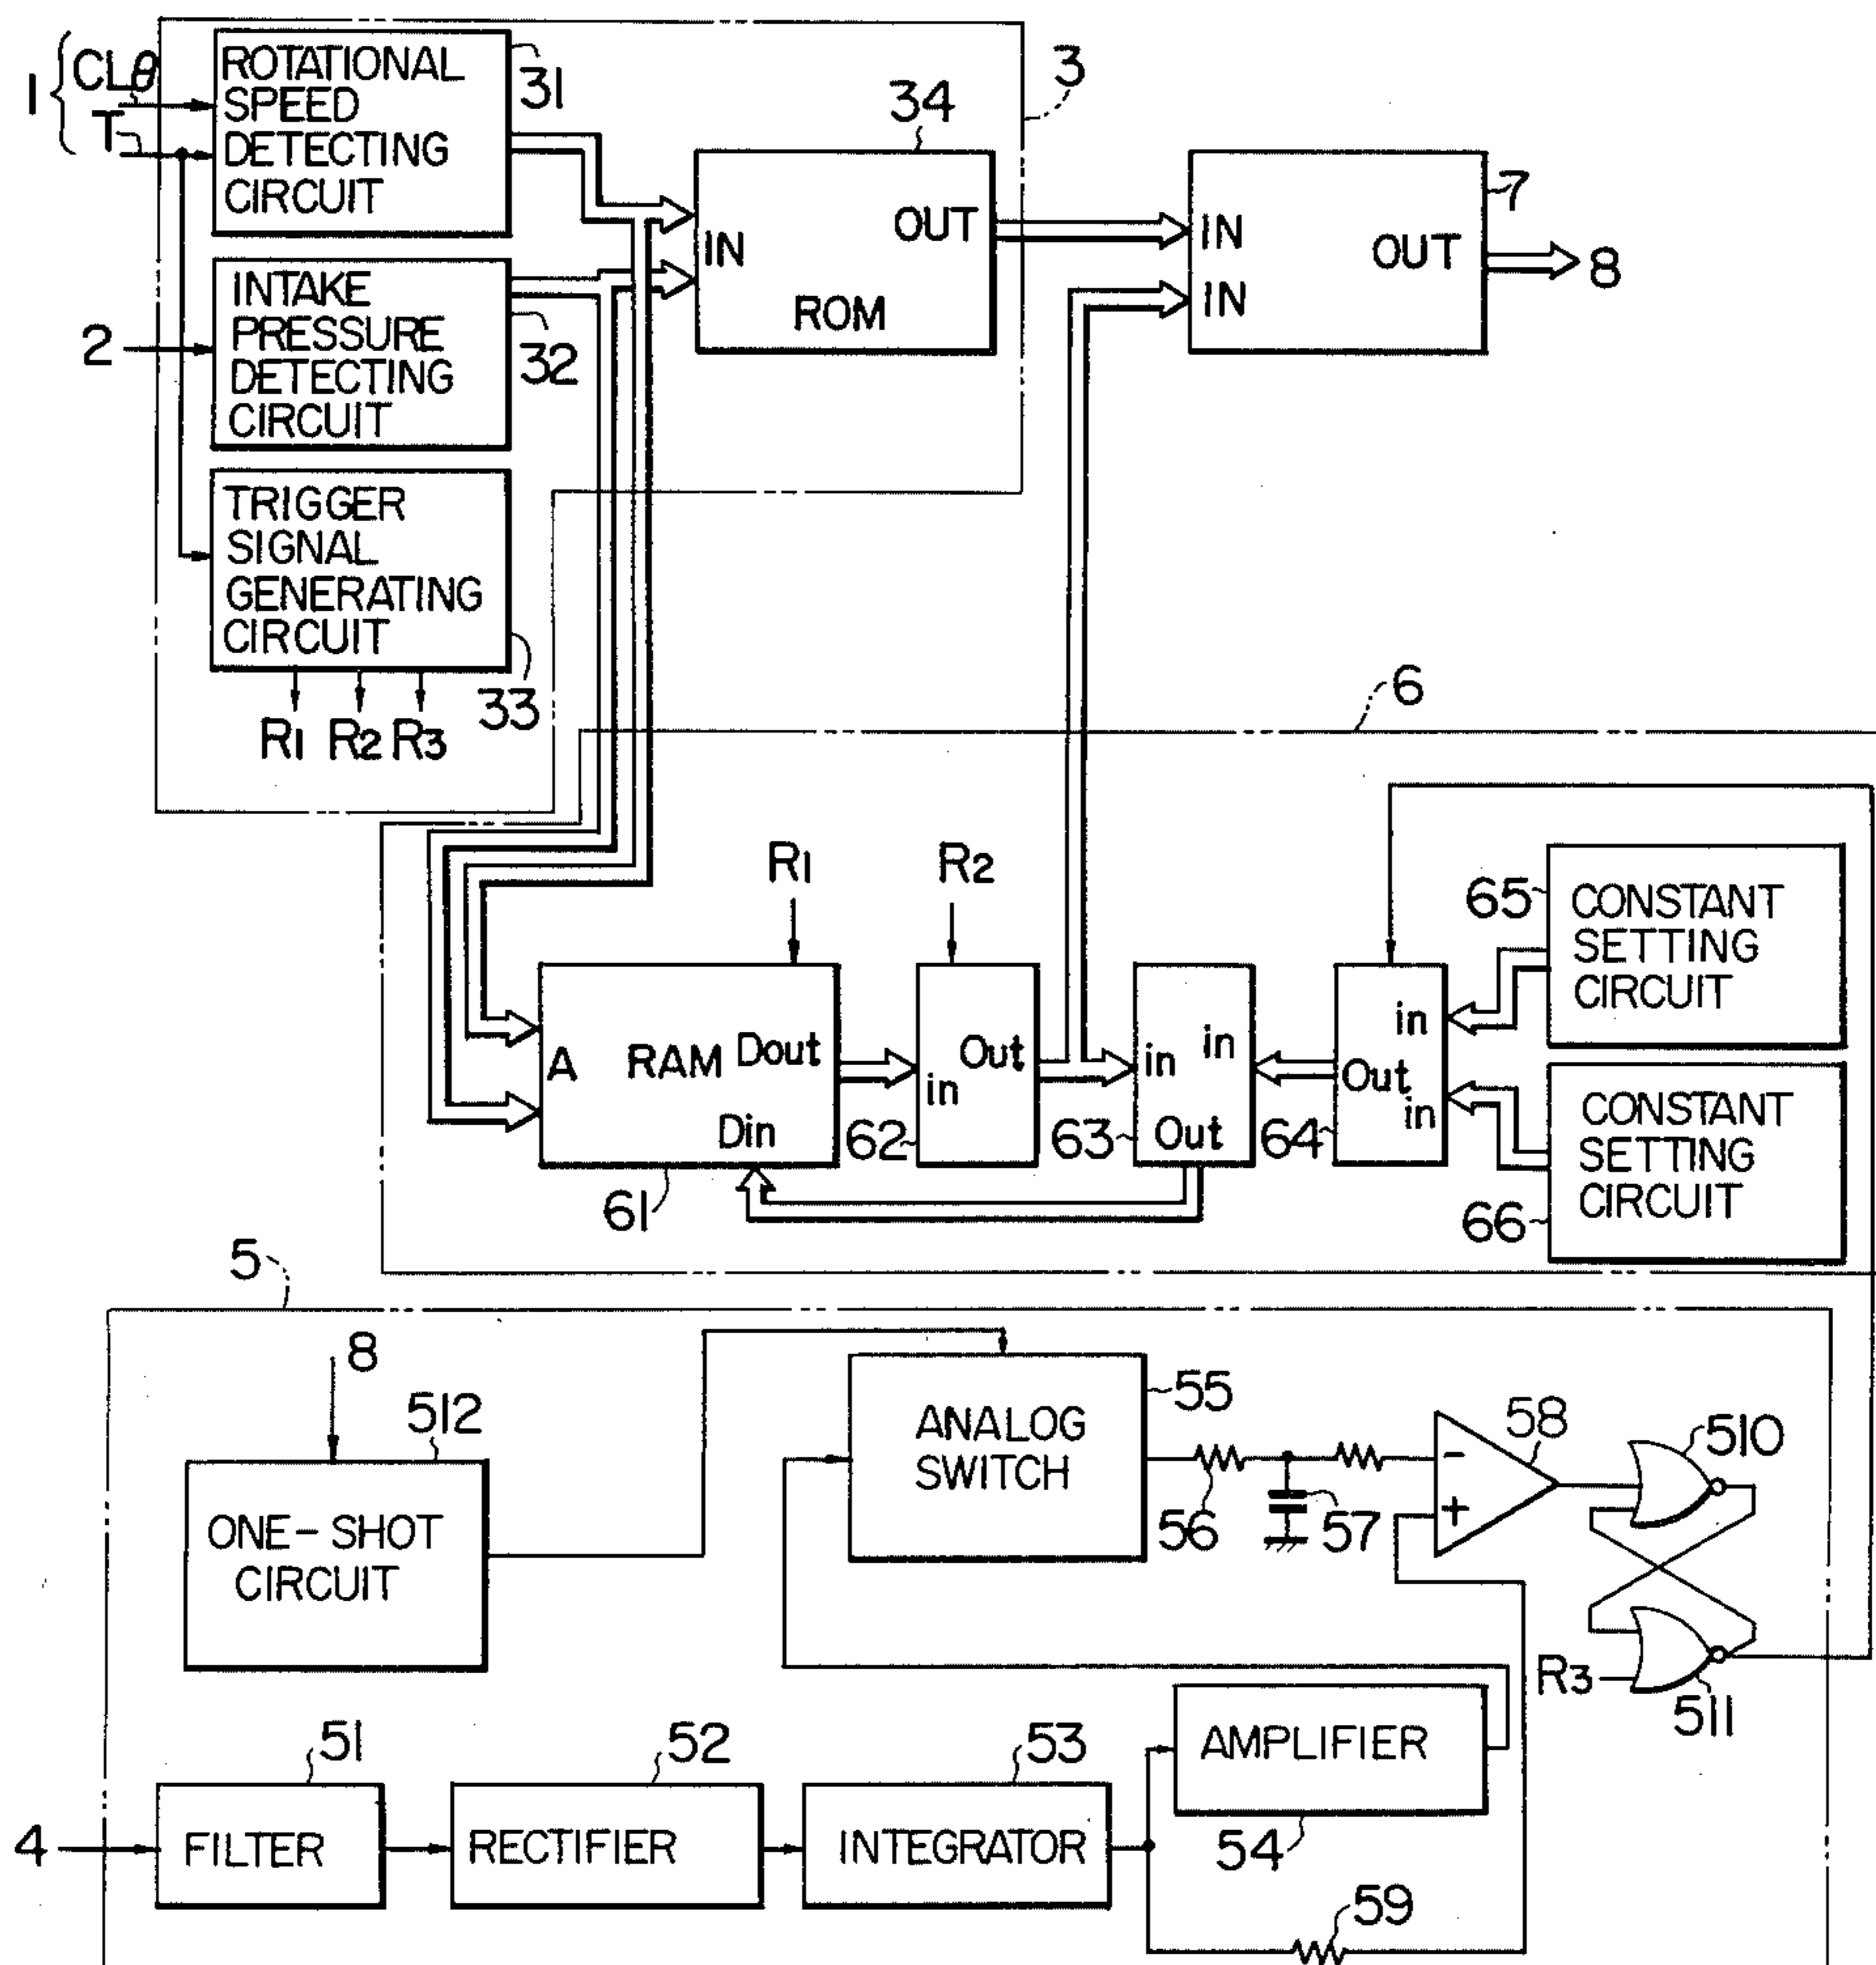 1 { CLθ
T
ROTATIONAL
SPEED
DETECTING
CIRCUIT
31
3
34
IN
OUT
ROM
IN
IN
OUT
7
8
2
INTAKE
PRESSURE
DETECTING
CIRCUIT
32
TRIGGER
SIGNAL
GENERATING
CIRCUIT
33
R1 R2 R3
6
R1
R2
A
RAM
Dout
Din
61
in
Out
62
in
in
Out
63
in
Out
in
64
65
CONSTANT
SETTING
CIRCUIT
CONSTANT
SETTING
CIRCUIT
66
5
8
512
ONE-SHOT
CIRCUIT
ANALOG
SWITCH
55
56
57
-
+
58
510
R3
511
4
51
FILTER
52
RECTIFIER
53
INTEGRATOR
AMPLIFIER
54
59